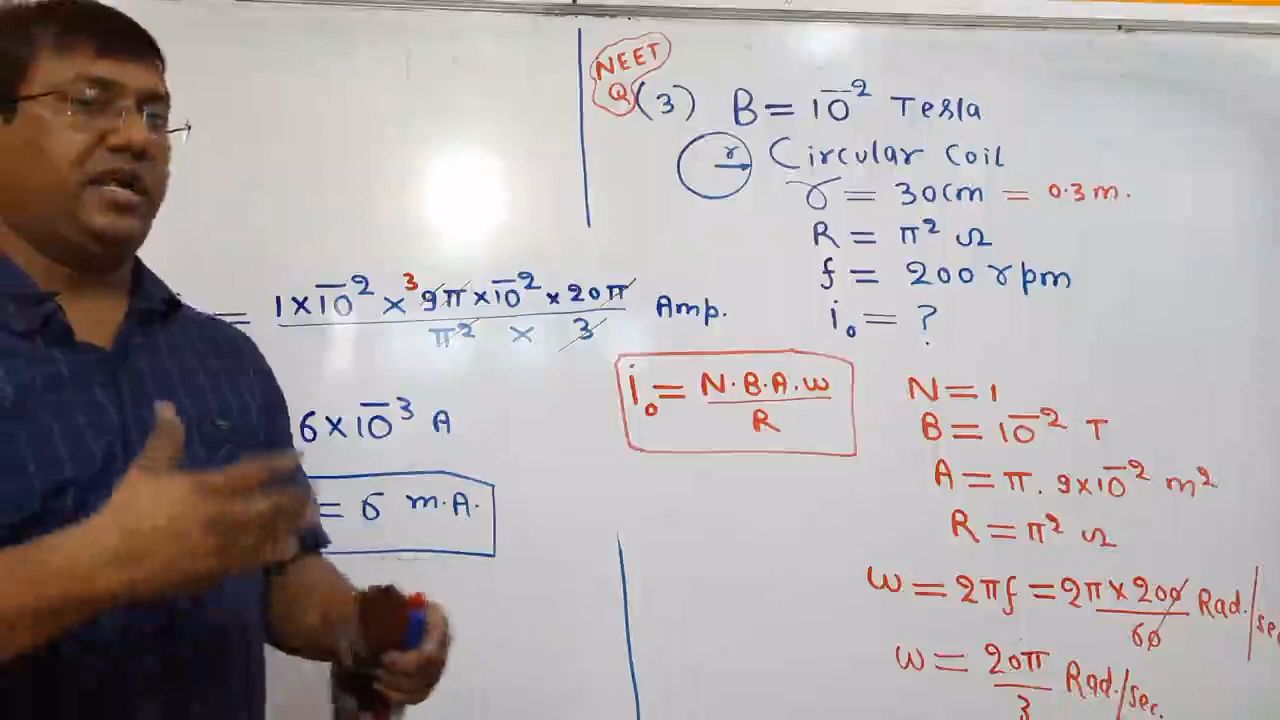 NEET
Q (3) B = 10⁻² Tesla
r Circular Coil
r = 30cm = 0.3 m.
R = π² Ω
f = 200 rpm
i₀ = ?
i₀ = N.B.A.ω / R
N = 1
B = 10⁻² T
A = π. 9×10⁻² m²
R = π² Ω
ω = 2πf = 2π × 200 / 60 Rad./sec
ω = 20π / 3 Rad./sec.
= 1×10⁻² × 3 9π × 10⁻² × 20π / π² × 3 Amp.
6×10⁻³ A
= 6 m.A.